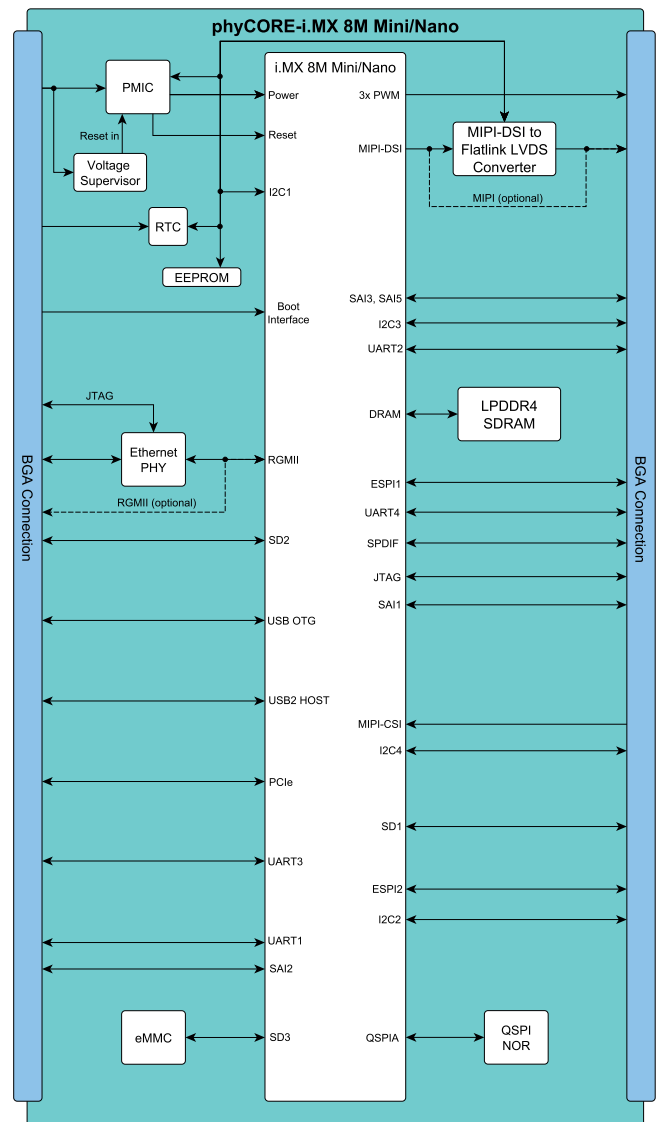 phyCORE-i.MX 8M Mini/Nano
i.MX 8M Mini/Nano
PMIC
Power
3x PWM
Reset in
Reset
Voltage
Supervisor
MIPI-DSI
MIPI-DSI to
Flatlink LVDS
Converter
MIPI (optional)
I2C1
RTC
EEPROM
Boot
Interface
SAI3, SAI5
I2C3
UART2
JTAG
DRAM
LPDDR4
SDRAM
Ethernet
PHY
RGMII
RGMII (optional)
BGA Connection
BGA Connection
ESPI1
UART4
SD2
SPDIF
JTAG
SAI1
USB OTG
USB2 HOST
MIPI-CSI
I2C4
PCIe
SD1
UART3
ESPI2
I2C2
UART1
SAI2
eMMC
SD3
QSPIA
QSPI
NOR